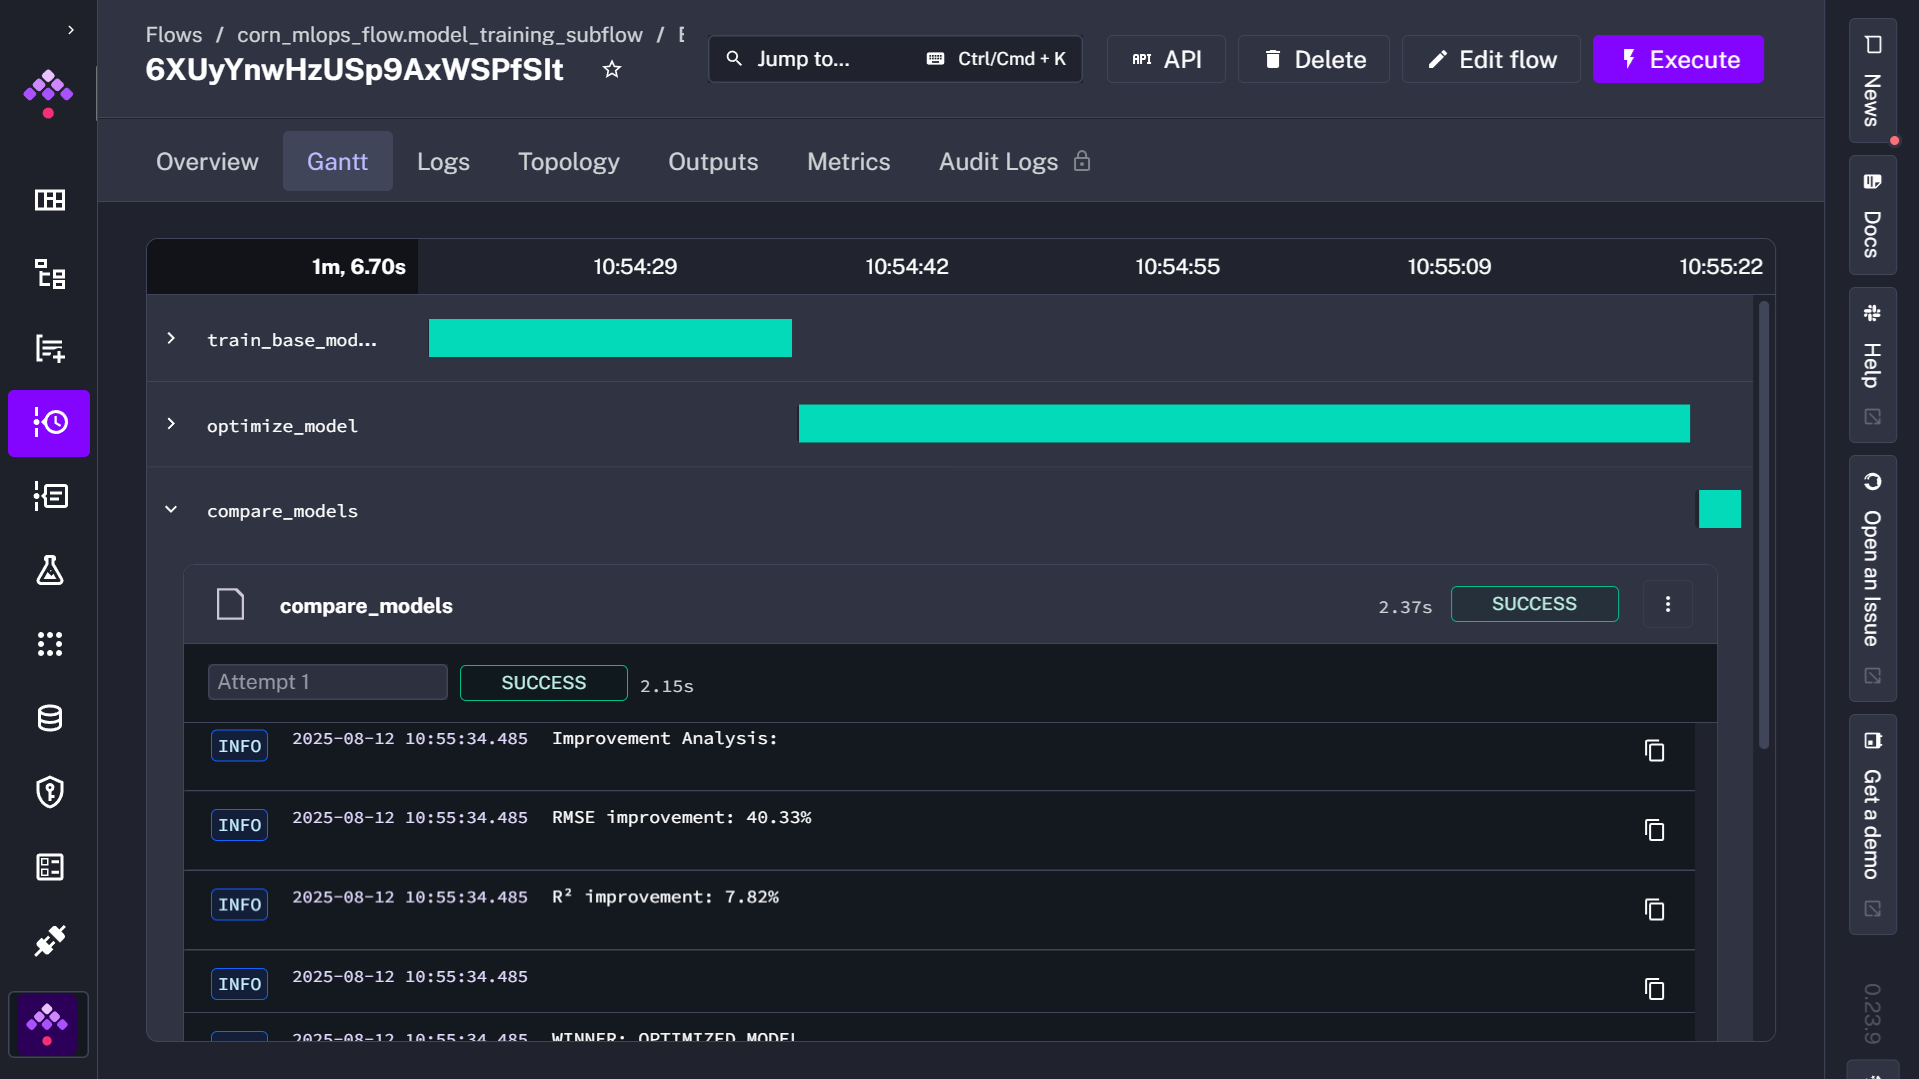 Flows / corn_mlops_flow.model_training_subflow /
6XUyYnwHzUSp9AxWSPfSIt
Jump to... Ctrl/Cmd + K
API API
Delete
Edit flow
Execute
Overview
Gantt
Logs
Topology
Outputs
Metrics
Audit Logs
1m, 6.70s 10:54:29 10:54:42 10:54:55 10:55:09 10:55:22
train_base_mod...
optimize_model
compare_models
compare_models 2.37s SUCCESS
Attempt 1 SUCCESS 2.15s
INFO 2025-08-12 10:55:34.485 Improvement Analysis:
INFO 2025-08-12 10:55:34.485 RMSE improvement: 40.33%
INFO 2025-08-12 10:55:34.485 R² improvement: 7.82%
INFO 2025-08-12 10:55:34.485
2025-08-12 10:55:34.485 WINNER: OPTIMIZED MODEL
News
Docs
Help
Open an Issue
Get a demo
0.23.9